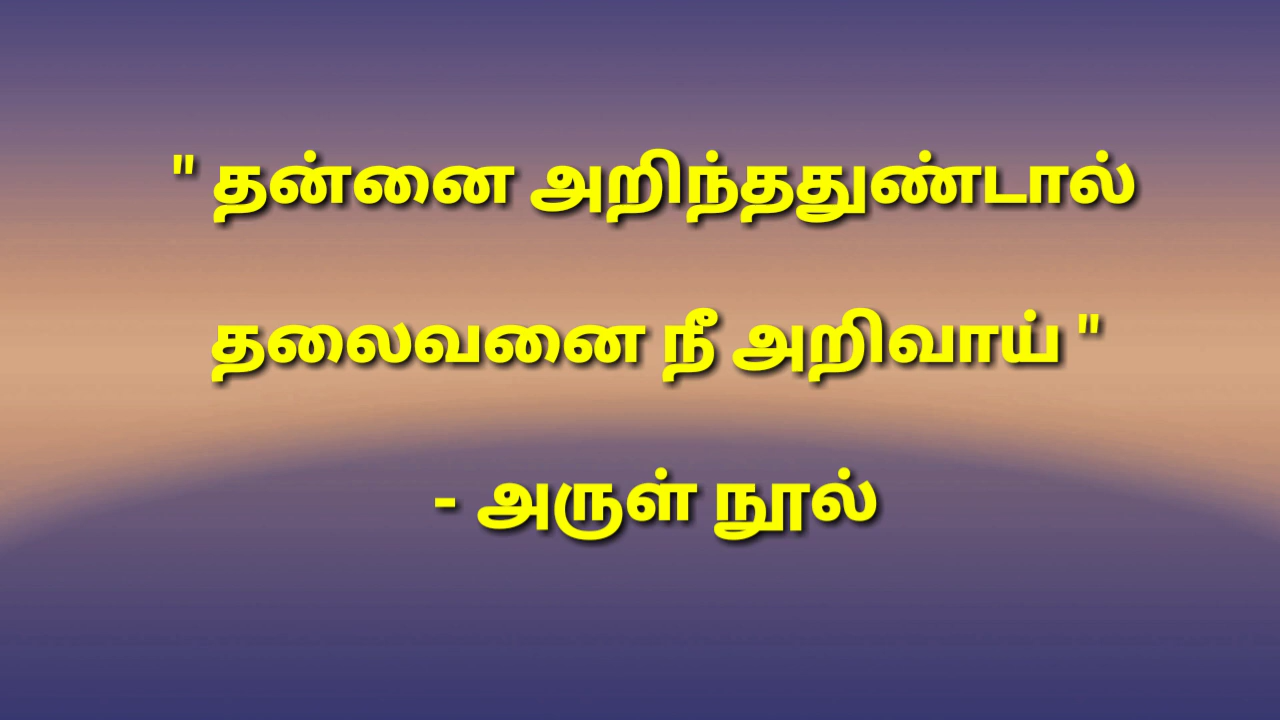 " தன்னை அறிந்ததுண்டால்
தலைவனை நீ அறிவாய் "
- அருள் நூல்